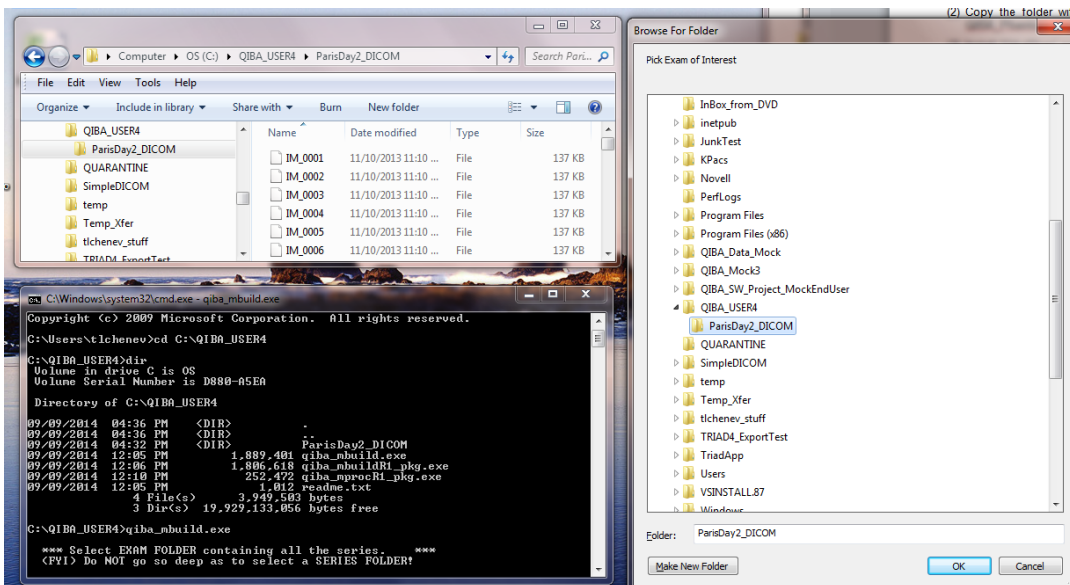 (2) Copy the folder
Computer ▸ OS (C:) ▸ QIBA_USER4 ▸ ParisDay2_DICOM
Search Pari...
File Edit View Tools Help
Organize Include in library Share with Burn New folder
QIBA_USER4
ParisDay2_DICOM
QUARANTINE
SimpleDICOM
temp
Temp_Xfer
tlchenev_stuff
TRIAD4_ExportTest
Name Date modified Type Size
IM_0001 11/10/2013 11:10 ... File 137 KB
IM_0002 11/10/2013 11:10 ... File 137 KB
IM_0003 11/10/2013 11:10 ... File 137 KB
IM_0004 11/10/2013 11:10 ... File 137 KB
IM_0005 11/10/2013 11:10 ... File 137 KB
IM_0006 11/10/2013 11:10 ... File 137 KB
C:\Windows\system32\cmd.exe - qiba_mbuild.exe
Copyright (c) 2009 Microsoft Corporation. All rights reserved.
C:\Users\tlchenev>cd C:\QIBA_USER4
C:\QIBA_USER4>dir
Volume in drive C is OS
Volume Serial Number is D880-A5EA
Directory of C:\QIBA_USER4
09/09/2014 04:36 PM <DIR> .
09/09/2014 04:36 PM <DIR> ..
09/09/2014 04:32 PM <DIR> ParisDay2_DICOM
09/09/2014 12:05 PM 1,889,401 qiba_mbuild.exe
09/09/2014 12:06 PM 1,806,618 qiba_mbuildR1_pkg.exe
09/09/2014 12:10 PM 252,472 qiba_mprocR1_pkg.exe
09/09/2014 12:05 PM 1,012 readme.txt
4 File(s) 3,949,503 bytes
3 Dir(s) 19,929,133,056 bytes free
C:\QIBA_USER4>qiba_mbuild.exe
*** Select EXAM FOLDER containing all the series. ***
(FYI) Do NOT go so deep as to select a SERIES FOLDER!
Browse For Folder
Pick Exam of Interest
InBox_from_DVD
inetpub
JunkTest
KPacs
Novell
PerfLogs
Program Files
Program Files (x86)
QIBA_Data_Mock
QIBA_Mock3
QIBA_SW_Project_MockEndUser
QIBA_USER4
ParisDay2_DICOM
QUARANTINE
SimpleDICOM
temp
Temp_Xfer
tlchenev_stuff
TRIAD4_ExportTest
TriadApp
Users
VSINSTALL.87
Windows
Folder: ParisDay2_DICOM
Make New Folder OK Cancel